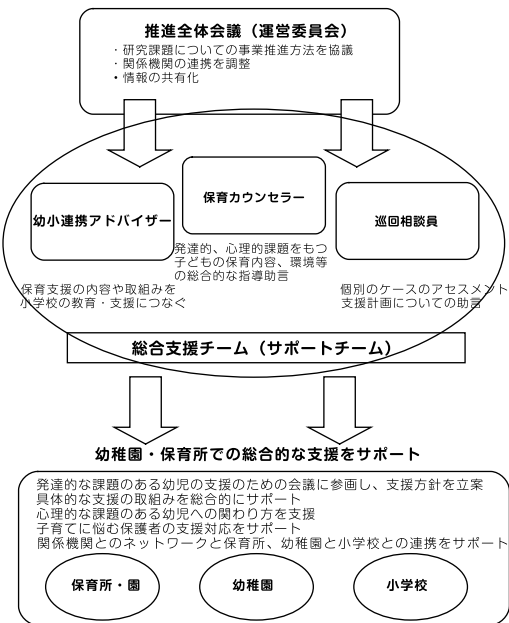 推進全体会議（運営委員会）
・研究課題についての事業推進方法を協議
・関係機関の連携を調整
・情報の共有化
幼小連携アドバイザー
保育カウンセラー
巡回相談員
発達的、心理的課題をもつ
子どもの保育内容、環境等
の総合的な指導助言
保育支援の内容や取組みを
小学校の教育・支援につなぐ
個別のケースのアセスメント
支援計画についての助言
総合支援チーム（サポートチーム）
幼稚園・保育所での総合的な支援をサポート
発達的な課題のある幼児の支援のための会議に参画し、支援方針を立案
具体的な支援の取組みを総合的にサポート
心理的な課題のある幼児への関わり方を支援
子育てに悩む保護者の支援対応をサポート
関係機関とのネットワークと保育所、幼稚園と小学校との連携をサポート
保育所・園
幼稚園
小学校